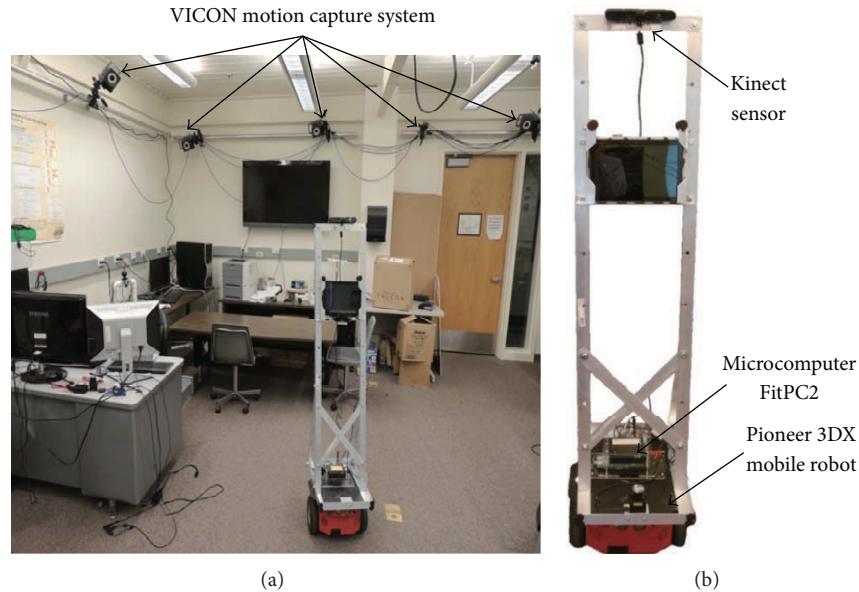 VICON motion capture system
Kinect
sensor
Microcomputer
FitPC2
Pioneer 3DX
mobile robot
(a)
(b)